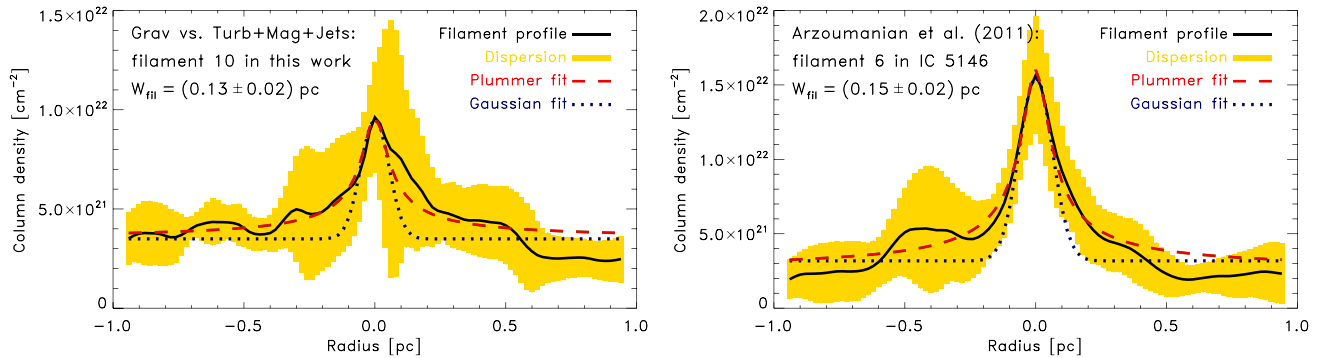 Grav vs. Turb+Mag+Jets:
filament 10 in this work
W_fil = (0.13 ± 0.02) pc
Filament profile
Dispersion
Plummer fit
Gaussian fit
1.5×10^22
1.0×10^22
5.0×10^21
0
Column density [cm^-2]
-1.0 -0.5 0.0 0.5 1.0
Radius [pc]
Arzoumanian et al. (2011):
filament 6 in IC 5146
W_fil = (0.15 ± 0.02) pc
Filament profile
Dispersion
Plummer fit
Gaussian fit
2.0×10^22
1.5×10^22
1.0×10^22
5.0×10^21
0
Column density [cm^-2]
-1.0 -0.5 0.0 0.5 1.0
Radius [pc]